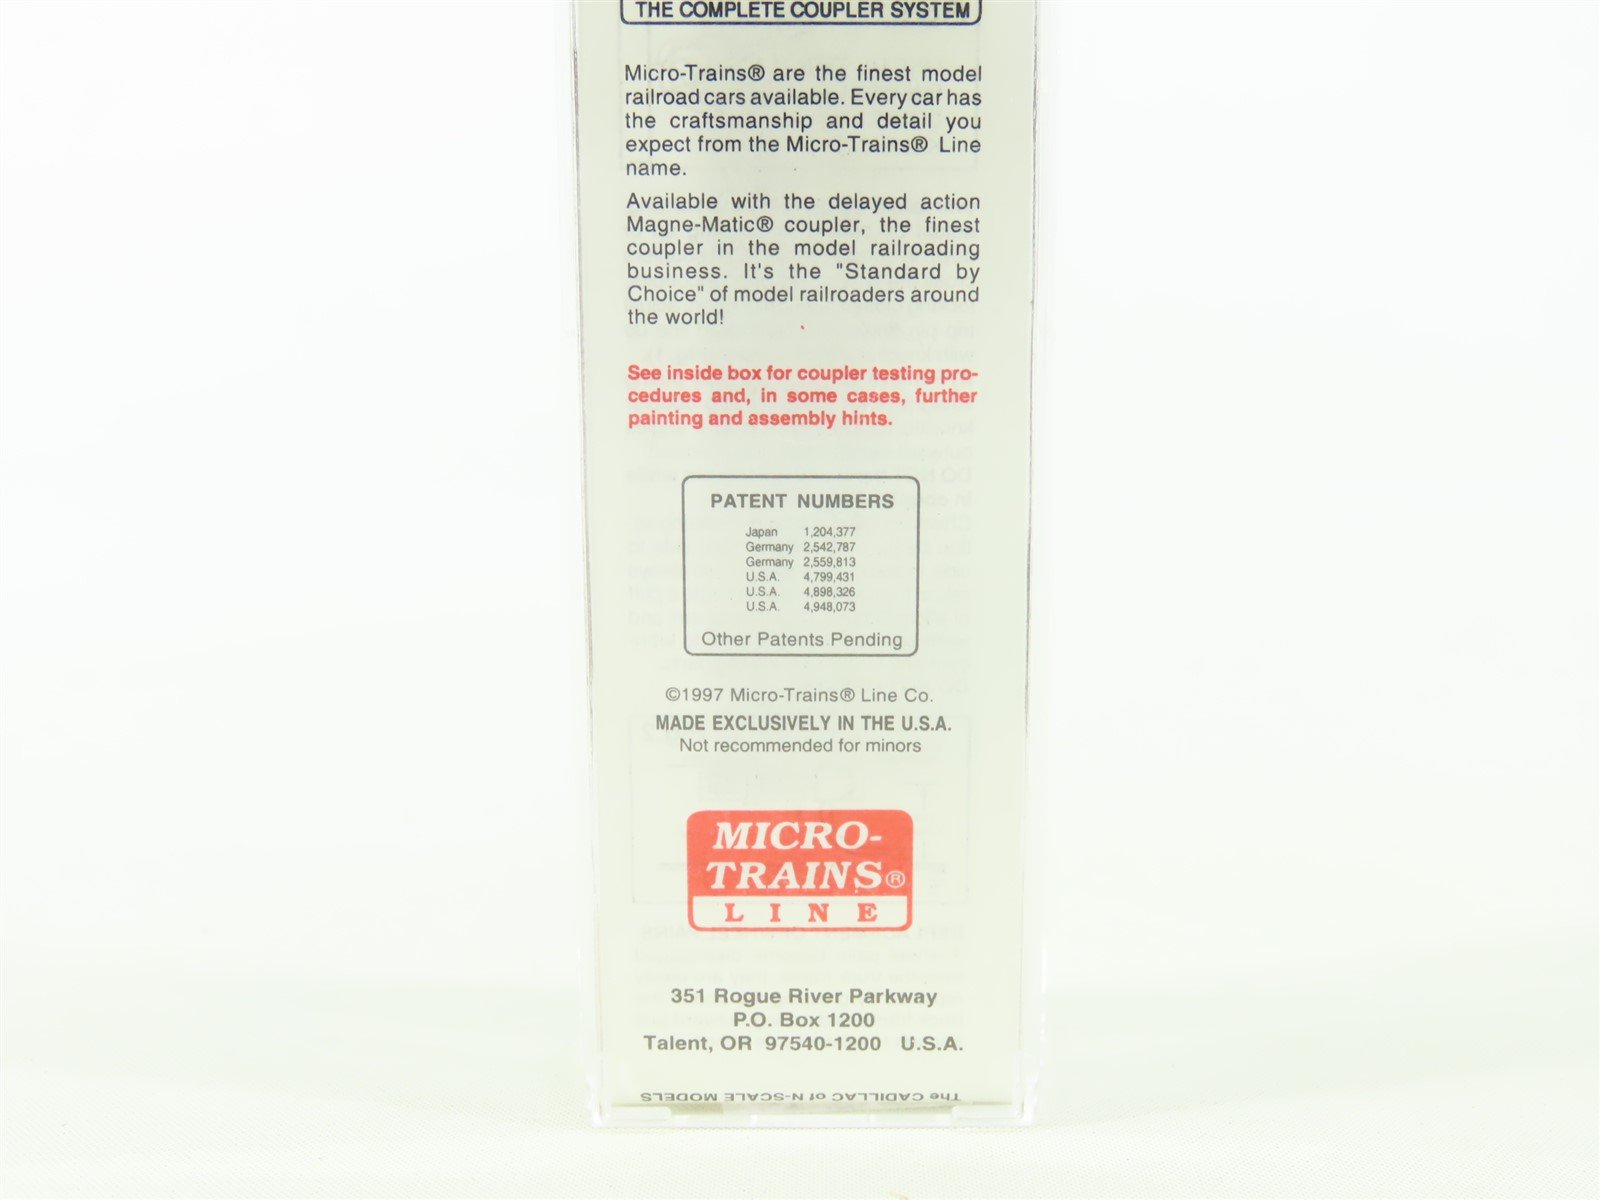 THE COMPLETE COUPLER SYSTEM
Micro-Trains® are the finest model
railroad cars available. Every car has
the craftsmanship and detail you
expect from the Micro-Trains® Line
name.
Available with the delayed action
Magne-Matic® coupler, the finest
coupler in the model railroading
business. It's the "Standard by
Choice" of model railroaders around
the world!
See inside box for coupler testing pro-
cedures and, in some cases, further
painting and assembly hints.
PATENT NUMBERS
Japan 1,204,377
Germany 2,542,787
Germany 2,559,813
U.S.A. 4,799,431
U.S.A. 4,898,326
U.S.A. 4,948,073
Other Patents Pending
©1997 Micro-Trains® Line Co.
MADE EXCLUSIVELY IN THE U.S.A.
Not recommended for minors
MICRO-
TRAINS®
LINE
351 Rogue River Parkway
P.O. Box 1200
Talent, OR 97540-1200 U.S.A.
The CADILLAC of N-SCALE MODELS